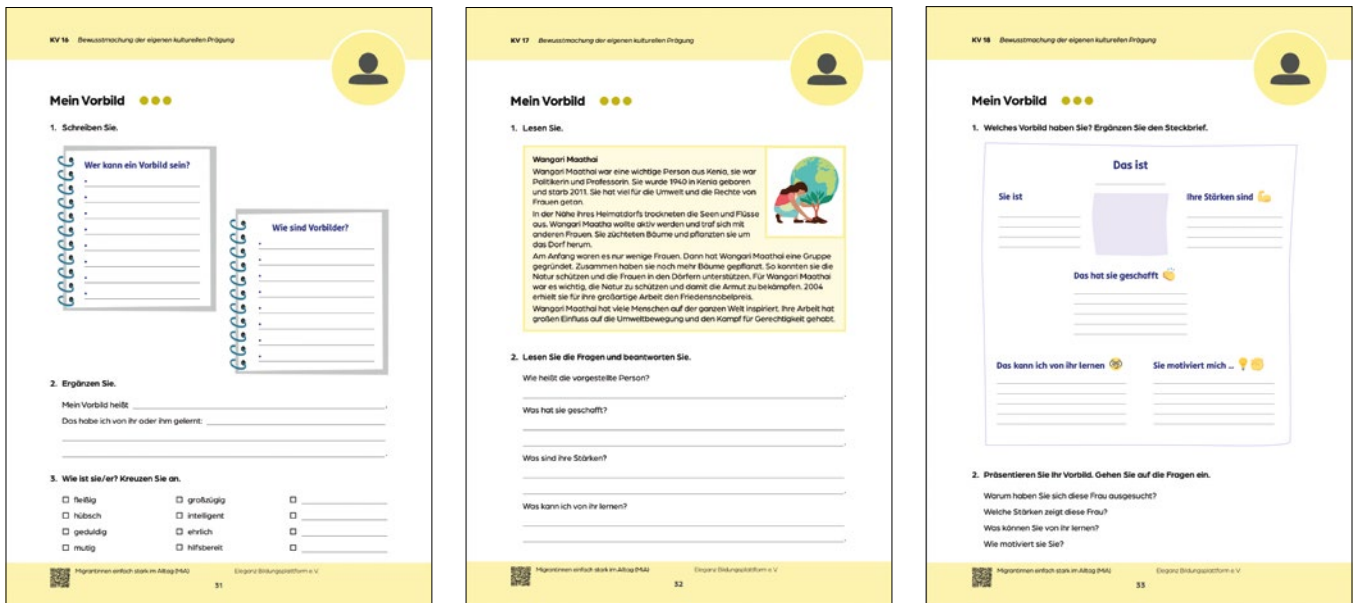 KV 16 Bewusstmachung der eigenen kulturellen Prägung
Mein Vorbild
1. Schreiben Sie.
Wer kann ein Vorbild sein?
Wie sind Vorbilder?
2. Ergänzen Sie.
Mein Vorbild heißt
Das habe ich von ihr oder ihm gelernt:
3. Wie ist sie/er? Kreuzen Sie an.
fleißig
großzügig
hübsch
intelligent
geduldig
ehrlich
mutig
hilfsbereit
Migrantinnen einfach stark im Alltag (MiA) Eleganz Bildungsplattform e.V.
31
KV 17 Bewusstmachung der eigenen kulturellen Prägung
Mein Vorbild
1. Lesen Sie.
Wangari Maathai
Wangari Maathai war eine wichtige Person aus Kenia, sie war
Politikerin und Professorin. Sie wurde 1940 in Kenia geboren
und starb 2011. Sie hat viel für die Umwelt und die Rechte von
Frauen getan.
In der Nähe ihres Heimatdorfs trockneten die Seen und Flüsse
aus. Wangari Maatha wollte aktiv werden und traf sich mit
anderen Frauen. Sie züchteten Bäume und pflanzten sie um
das Dorf herum.
Am Anfang waren es nur wenige Frauen. Dann hat Wangari Maathai eine Gruppe
gegründet. Zusammen haben sie noch mehr Bäume gepflanzt. So konnten sie die
Natur schützen und die Frauen in den Dörfern unterstützen. Für Wangari Maathai
war es wichtig, die Natur zu schützen und damit die Armut zu bekämpfen. 2004
erhielt sie für ihre großartige Arbeit den Friedensnobelpreis.
Wangari Maathai hat viele Menschen auf der ganzen Welt inspiriert. Ihre Arbeit hat
großen Einfluss auf die Umweltbewegung und den Kampf für Gerechtigkeit gehabt.
2. Lesen Sie die Fragen und beantworten Sie.
Wie heißt die vorgestellte Person?
Was hat sie geschafft?
Was sind ihre Stärken?
Was kann ich von ihr lernen?
Migrantinnen einfach stark im Alltag (MiA) Eleganz Bildungsplattform e.V.
32
KV 18 Bewusstmachung der eigenen kulturellen Prägung
Mein Vorbild
1. Welches Vorbild haben Sie? Ergänzen Sie den Steckbrief.
Das ist
Sie ist
Ihre Stärken sind
Das hat sie geschafft
Das kann ich von ihr lernen
Sie motiviert mich ...
2. Präsentieren Sie Ihr Vorbild. Gehen Sie auf die Fragen ein.
Warum haben Sie sich diese Frau ausgesucht?
Welche Stärken zeigt diese Frau?
Was können Sie von ihr lernen?
Wie motiviert sie Sie?
Migrantinnen einfach stark im Alltag (MiA) Eleganz Bildungsplattform e.V.
33